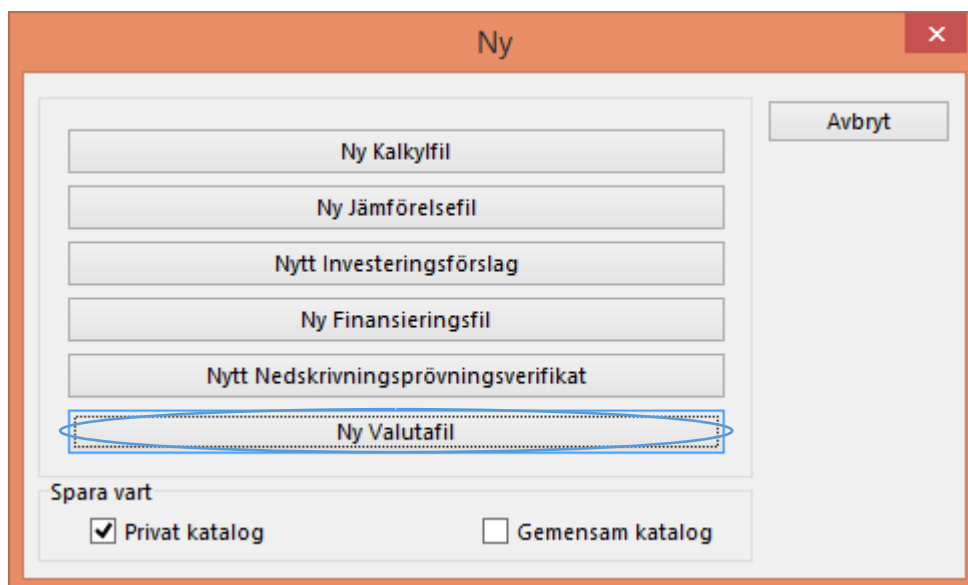 Ny
Avbryt
Ny Kalkylfil
Ny Jämförelsefil
Nytt Investeringsförslag
Ny Finansieringsfil
Nytt Nedskrivningsprövningsverifikat
Ny Valutafil
Spara vart
Privat katalog
Gemensam katalog